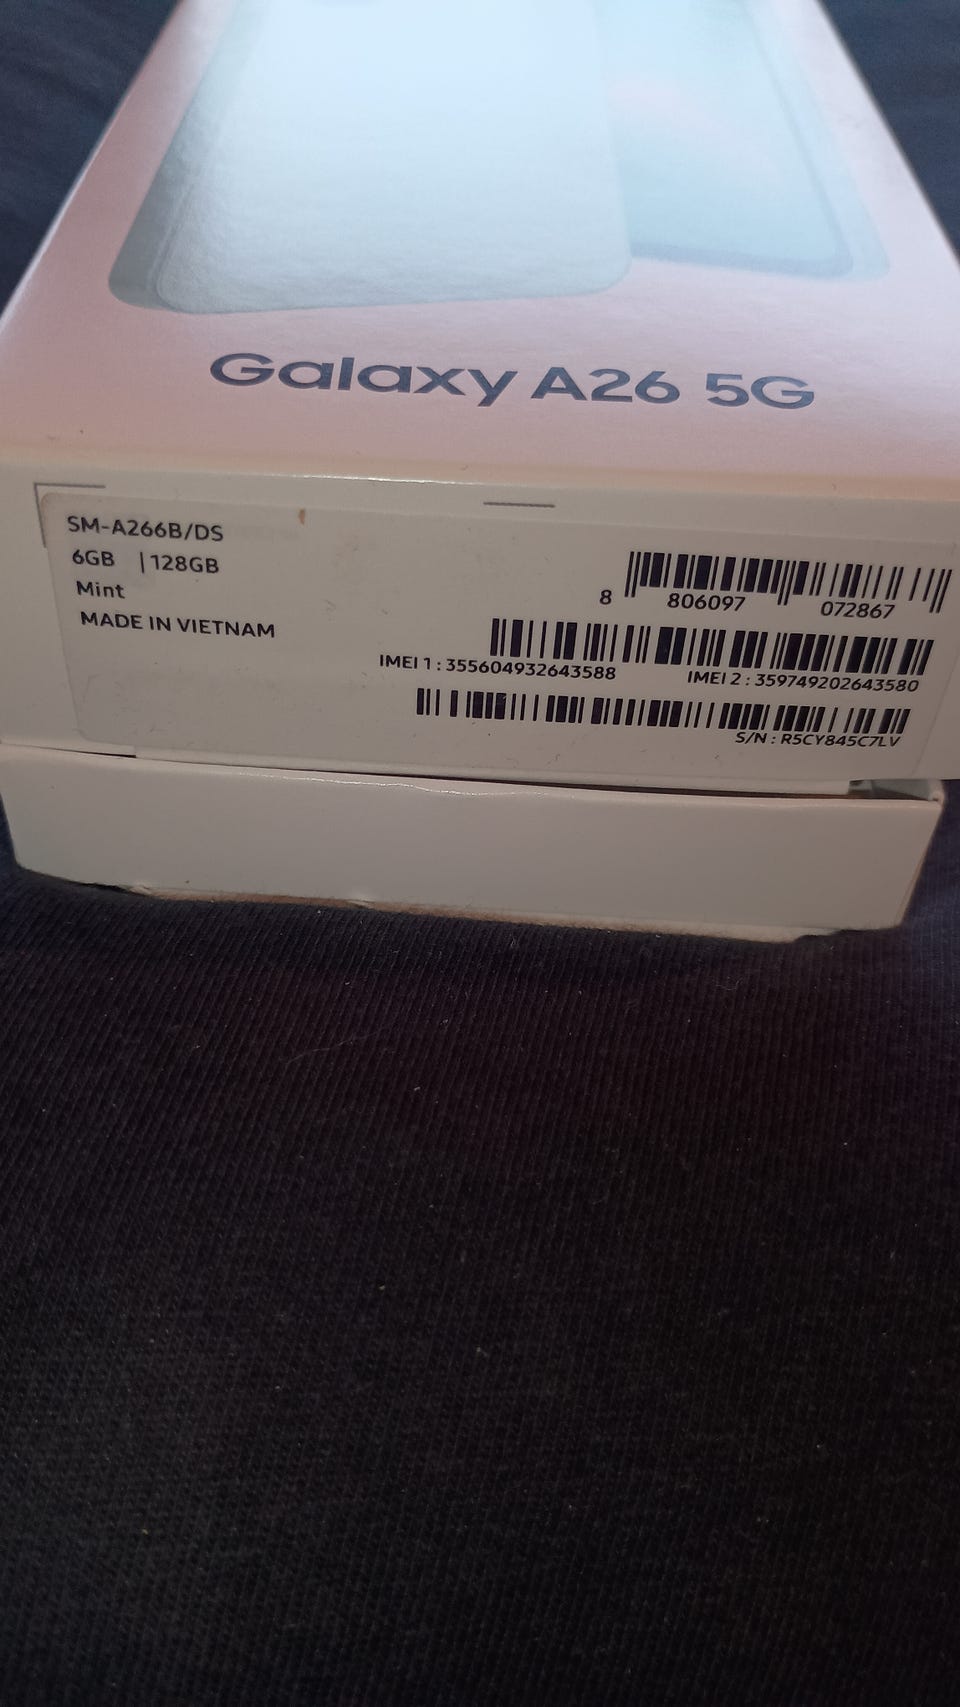 Galaxy A26 5G
SM-A266B/DS
6GB | 128GB
Mint
MADE IN VIETNAM
8 806097 072867
IMEI 1 : 355604932643588
IMEI 2 : 359749202643580
S/N : R5CY845C7LV